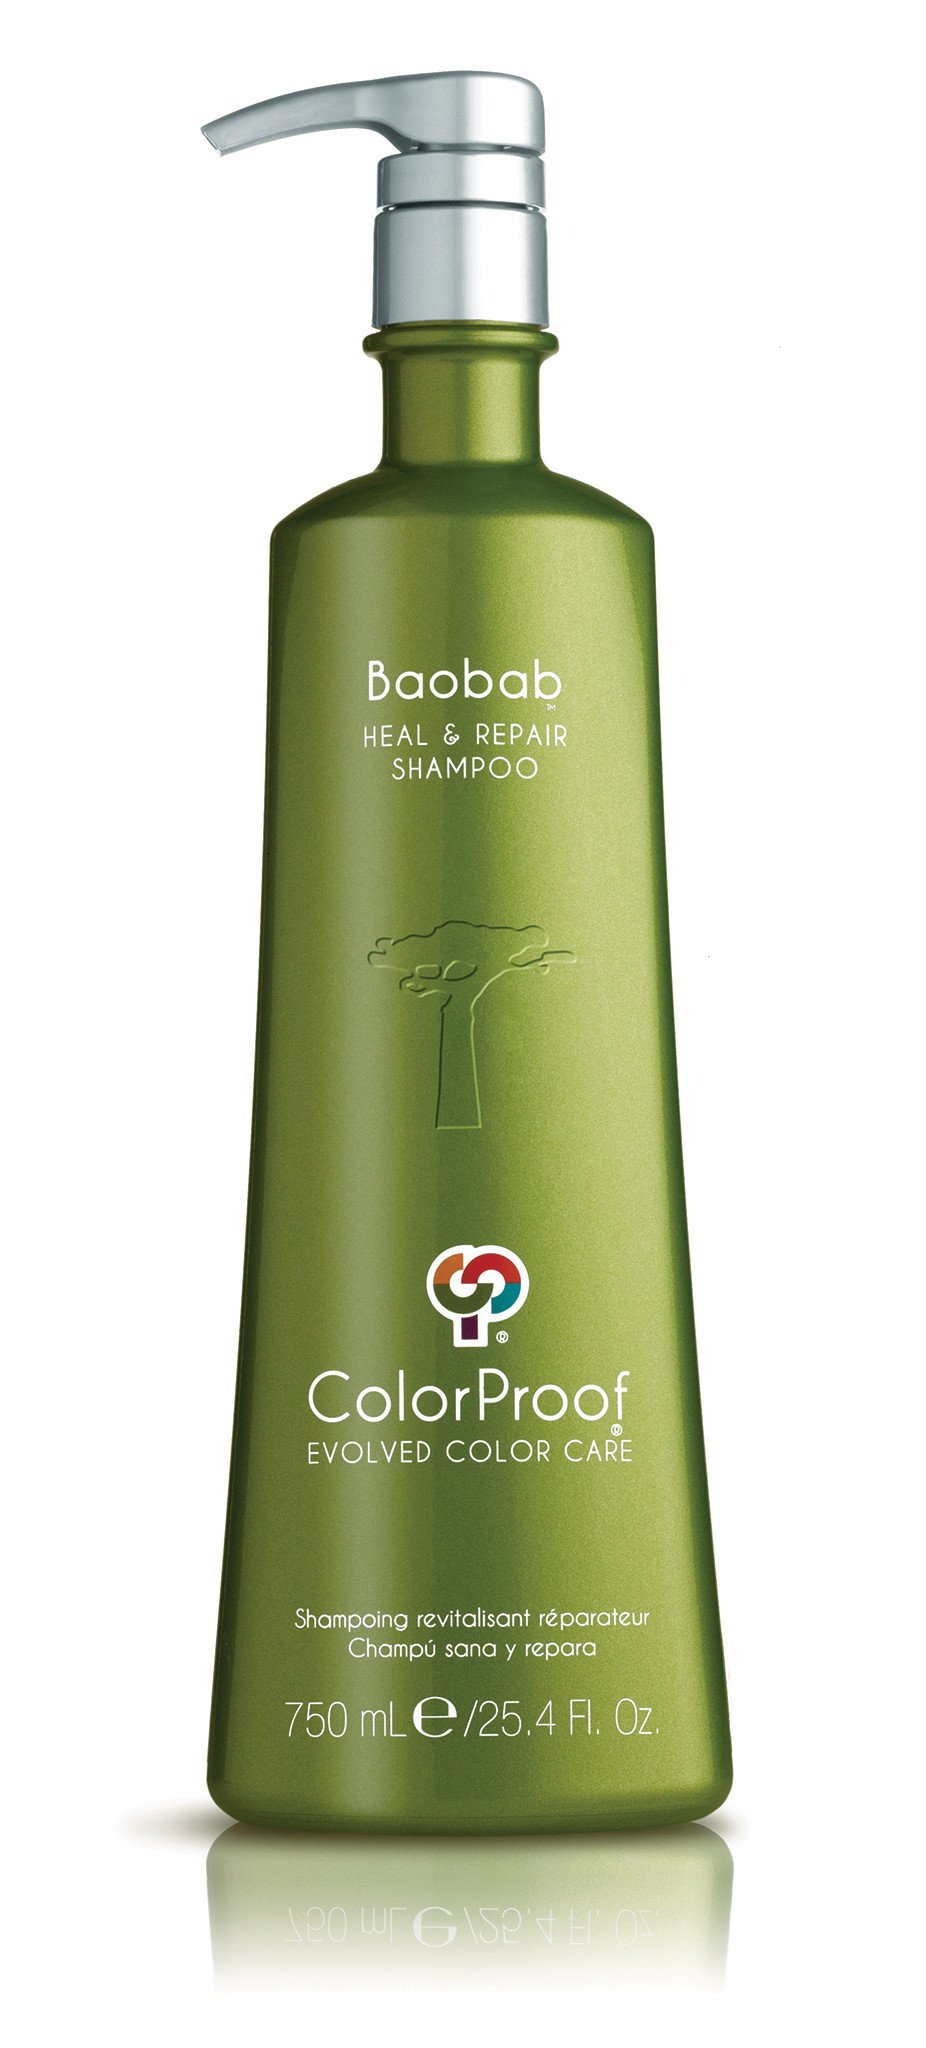 Baobab™
HEAL & REPAIR
SHAMPOO
®
ColorProof®
EVOLVED COLOR CARE
Shampoing revitalisant réparateur
Champú sana y repara
750 mL ℮/25.4 Fl. Oz.